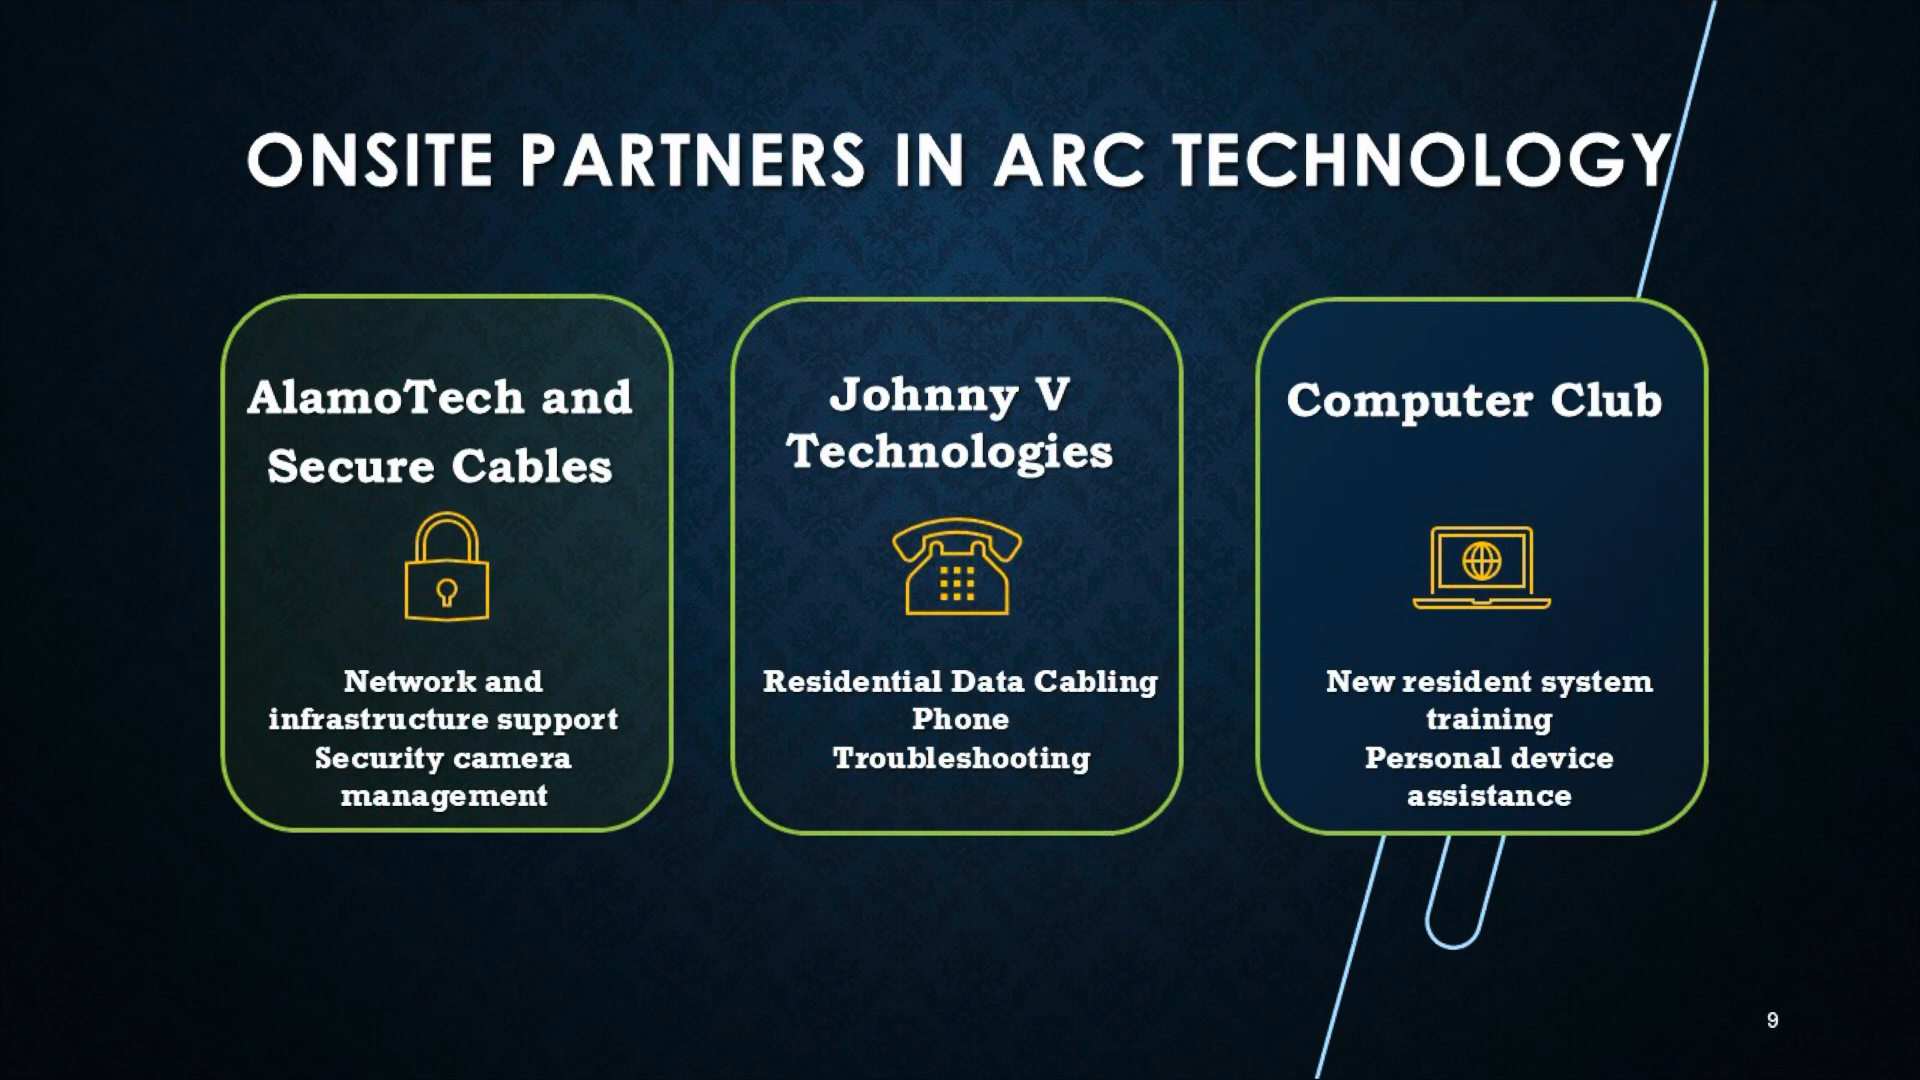 ONSITE PARTNERS IN ARC TECHNOLOGY
AlamoTech and
Secure Cables
Network and
infrastructure support
Security camera
management
Johnny V
Technologies
Residential Data Cabling
Phone
Troubleshooting
Computer Club
New resident system
training
Personal device
assistance
9